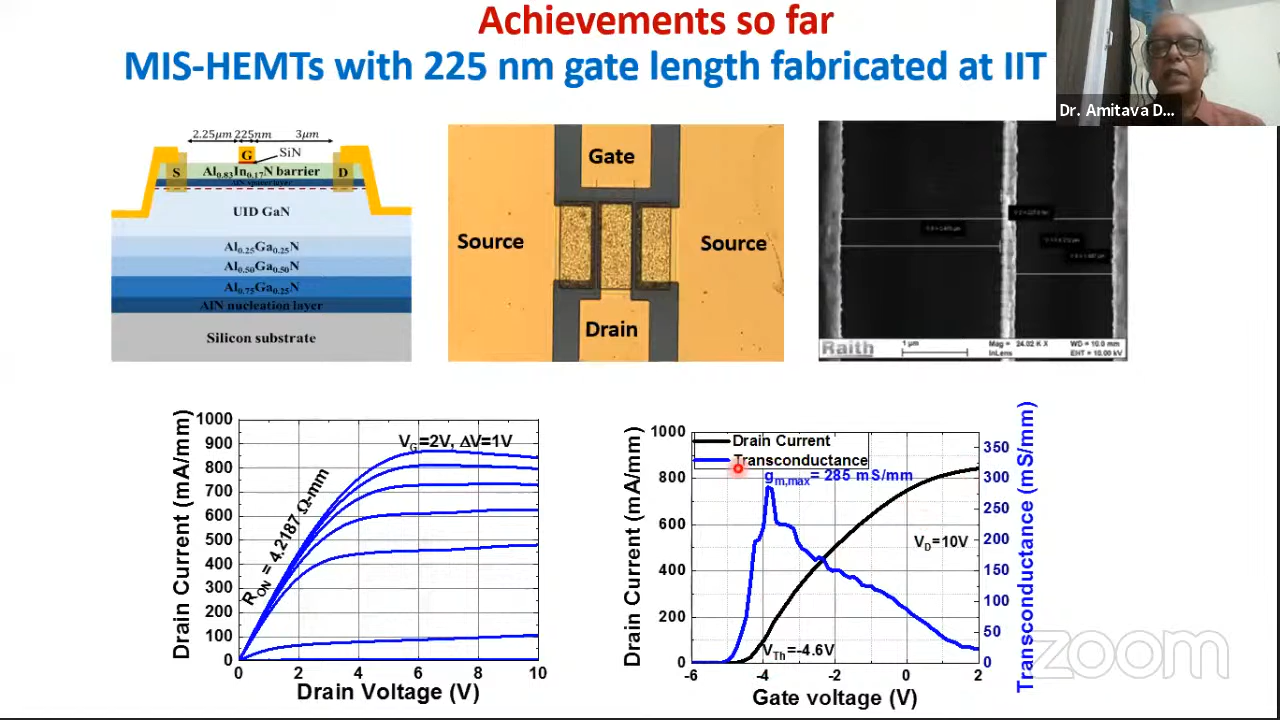 Achievements so far
MIS-HEMTs with 225 nm gate length fabricated at IIT
Dr. Amitava D...
2.25μm 225nm 3μm
G
SiN
S
Al0.83In0.17N barrier
D
UID GaN
Al0.25Ga0.25N
Al0.50Ga0.50N
Al0.75Ga0.25N
AlN nucleation layer
Silicon substrate
Gate
Source
Source
Drain
Raith
1 μm
Mag = 24.02 K X
InLens
WD = 10.0 mm
EHT = 10.00 kV
Drain Current (mA/mm)
1000
900
800
700
600
500
400
300
200
100
0
VG=2V, ΔV=1V
RON = 4.2187 Ω-mm
0 2 4 6 8 10
Drain Voltage (V)
Drain Current (mA/mm)
1000
800
600
400
200
0
Drain Current
Transconductance
gm,max= 285 mS/mm
VD=10V
VTh=-4.6V
-6 -4 -2 0 2
Gate voltage (V)
350
300
250
200
150
100
50
0
Transconductance (mS/mm)
zoom